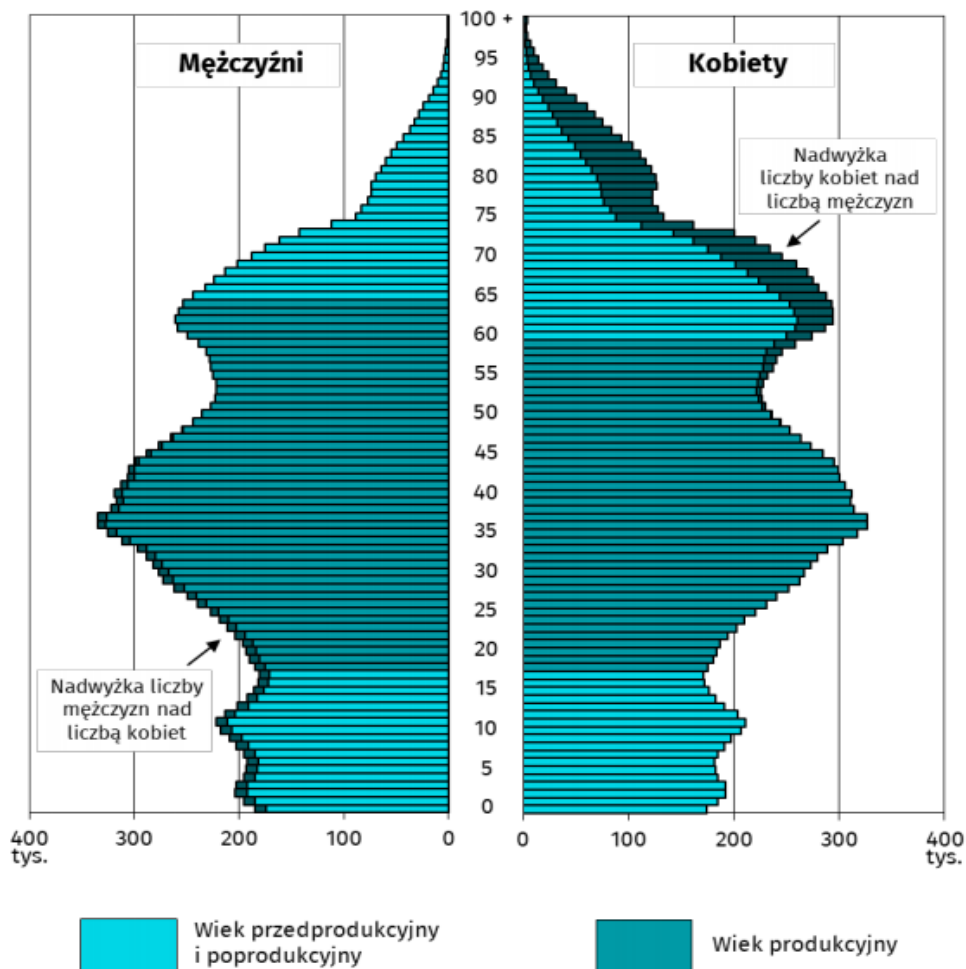 Mężczyźni
Kobiety
100 +
95
90
85
80
75
70
65
60
55
50
45
40
35
30
25
20
15
10
5
0
Nadwyżka
liczby kobiet nad
liczbą mężczyzn
Nadwyżka liczby
mężczyzn nad
liczbą kobiet
400
tys.
300
200
100
0
0
100
200
300
400
tys.
Wiek przedprodukcyjny
i poprodukcyjny
Wiek produkcyjny